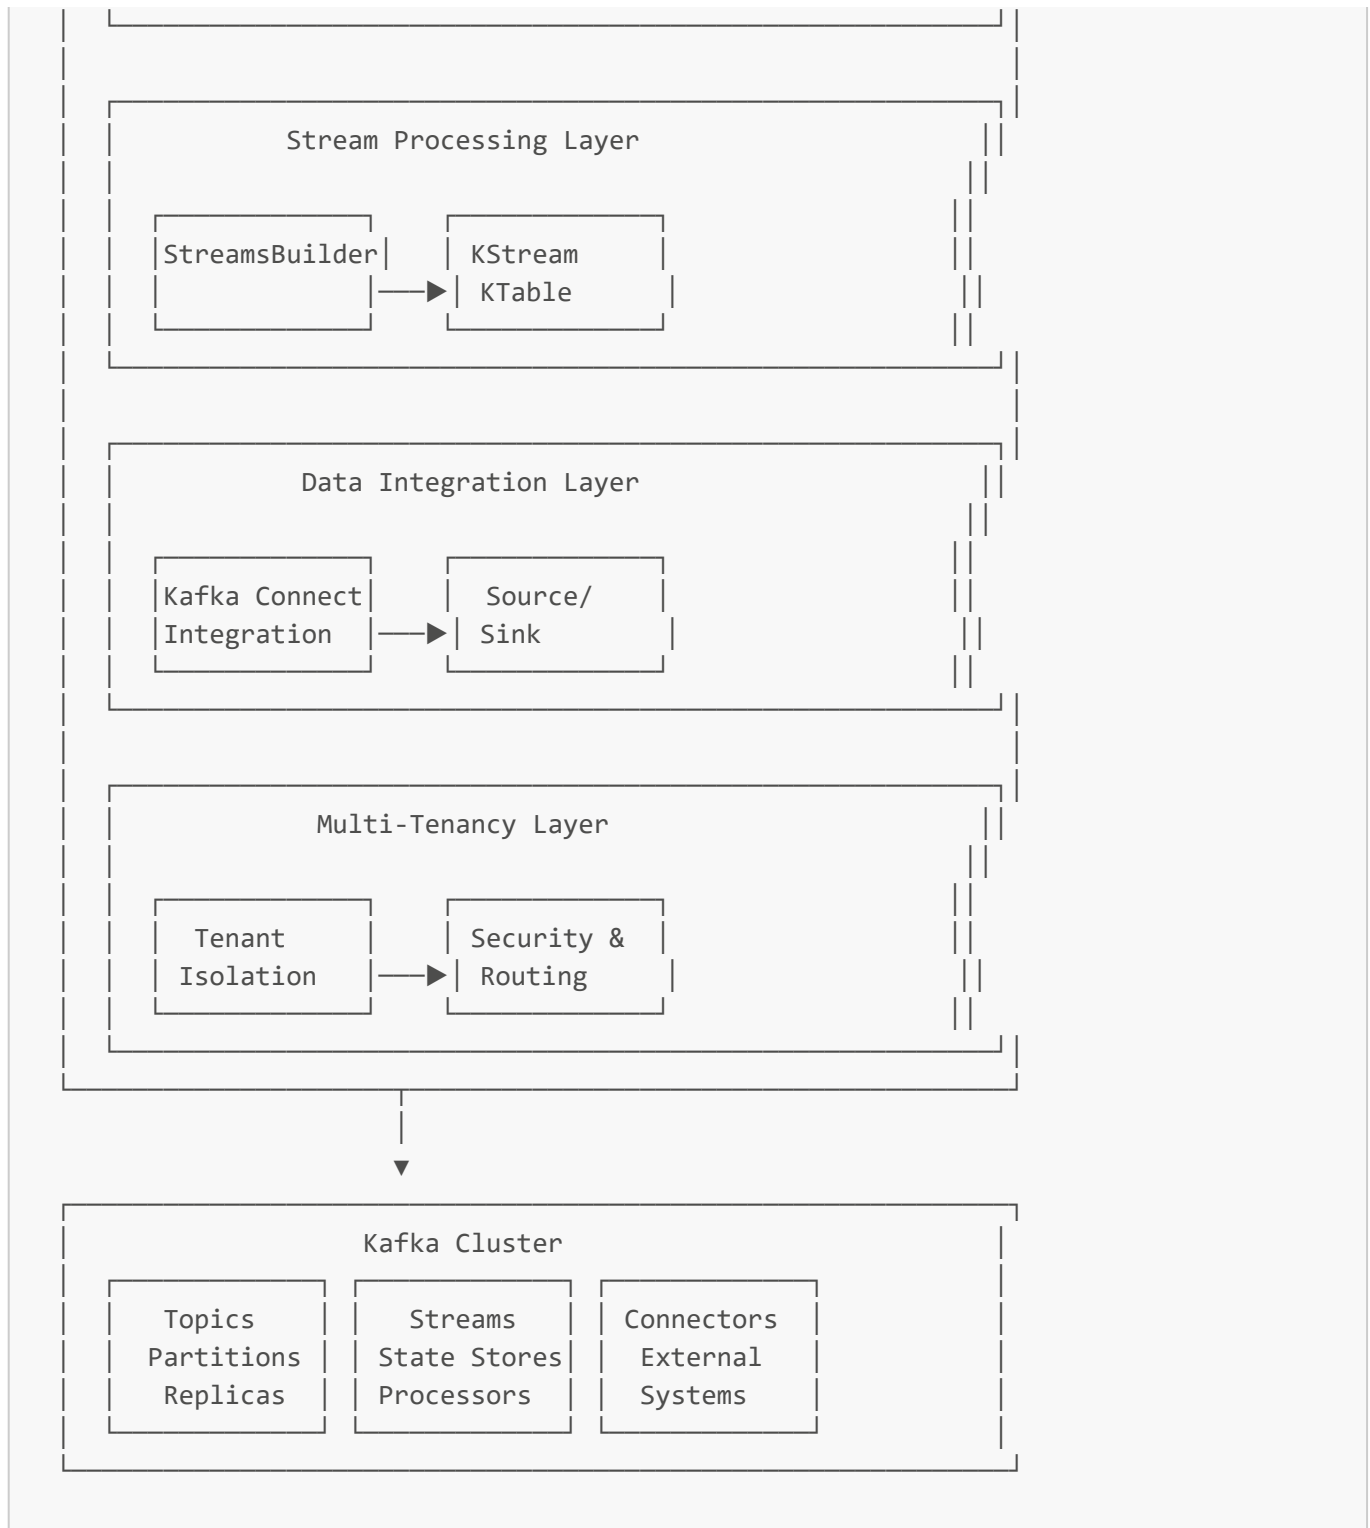 Stream Processing Layer
StreamsBuilder KStream
KTable
Data Integration Layer
Kafka Connect Source/
Integration Sink
Multi-Tenancy Layer
Tenant Security &
Isolation Routing
Kafka Cluster
Topics Streams Connectors
Partitions State Stores External
Replicas Processors Systems